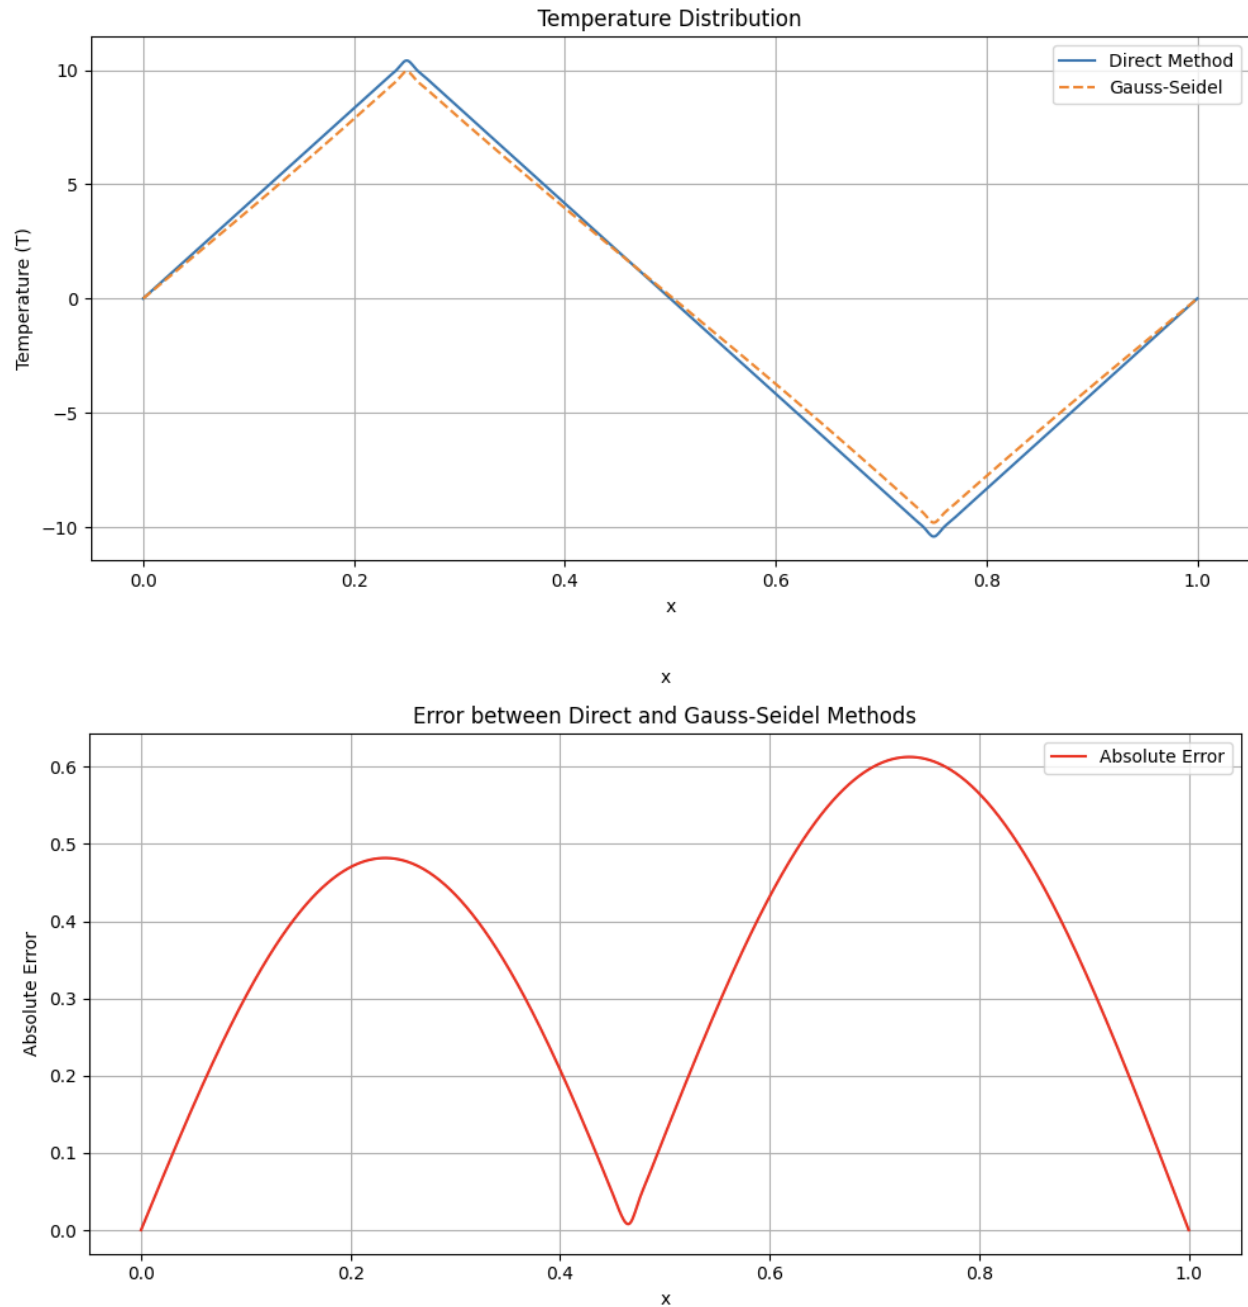 Temperature Distribution
Direct Method
Gauss-Seidel
Temperature (T)
10
5
0
−5
−10
0.0 0.2 0.4 0.6 0.8 1.0
x
x
Error between Direct and Gauss-Seidel Methods
Absolute Error
Absolute Error
0.6
0.5
0.4
0.3
0.2
0.1
0.0
0.0 0.2 0.4 0.6 0.8 1.0
x